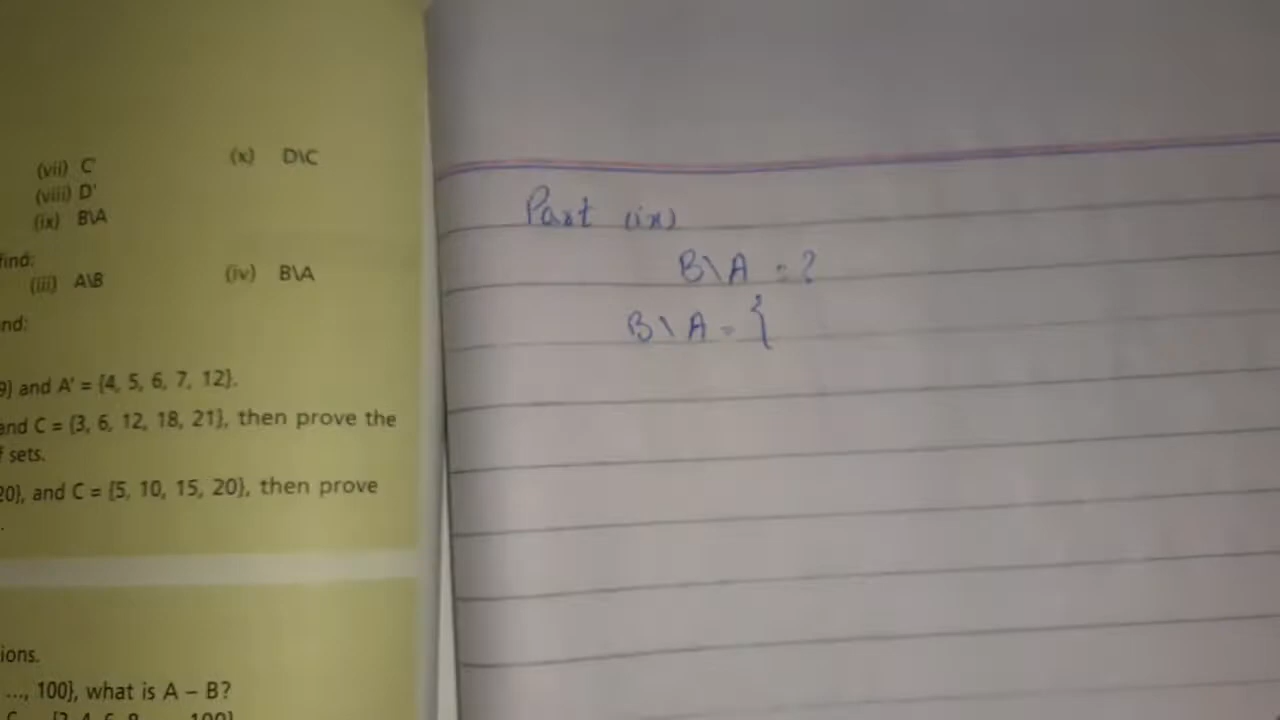 (vii) C' (x) D\C
(viii) D'
(ix) B\A
find:
(iii) A\B (iv) B\A
nd:
9} and A' = {4, 5, 6, 7, 12}.
and C = {3, 6, 12, 18, 21}, then prove the
f sets.
20}, and C = {5, 10, 15, 20}, then prove
.
ions.
..., 100}, what is A – B?
Part (ix)
B\A = ?
B\A = {